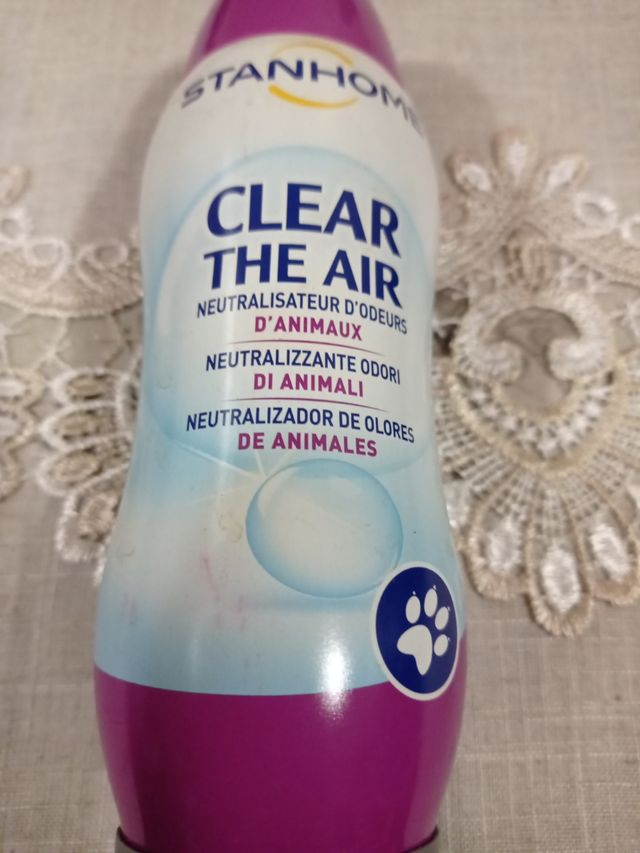 STANHOME
CLEAR
THE AIR
NEUTRALISATEUR D'ODEURS
D'ANIMAUX
NEUTRALIZZANTE ODORI
DI ANIMALI
NEUTRALIZADOR DE OLORES
DE ANIMALES